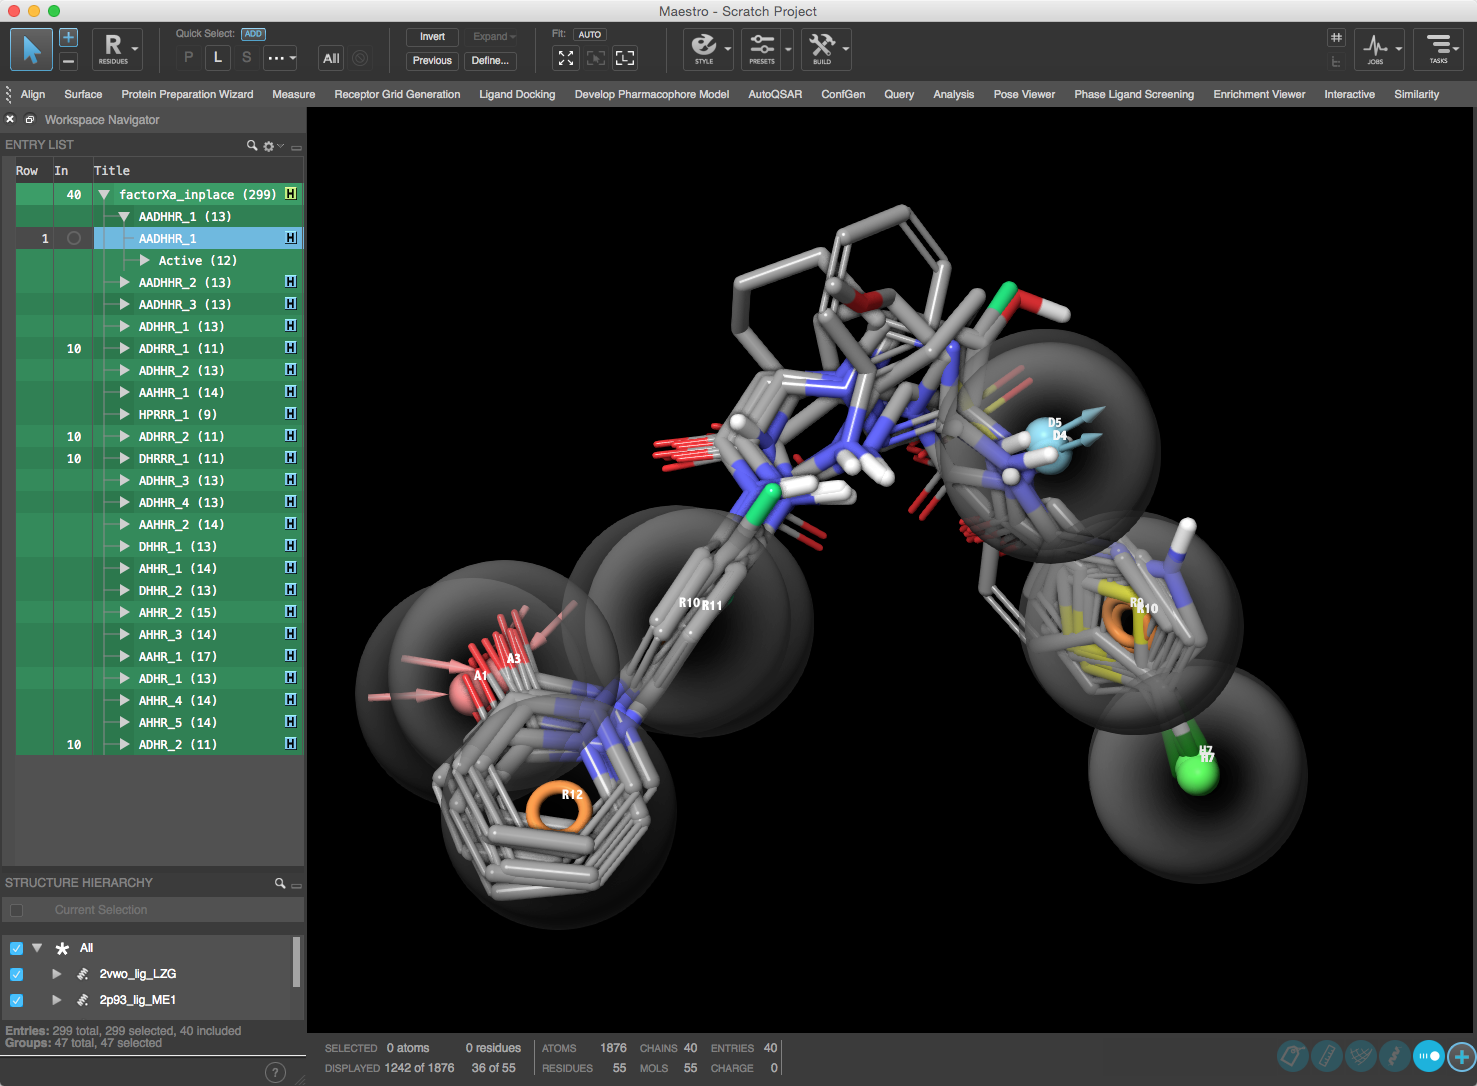 Maestro - Scratch Project
R
RESIDUES
Quick Select: ADD
P L S ... All
Invert Expand
Previous Define...
Fit: AUTO
STYLE
PRESETS
BUILD
JOBS
TASKS
Align Surface Protein Preparation Wizard Measure Receptor Grid Generation Ligand Docking Develop Pharmacophore Model AutoQSAR ConfGen Query Analysis Pose Viewer Phase Ligand Screening Enrichment Viewer Interactive Similarity
Workspace Navigator
ENTRY LIST
Row In Title
40 factorXa_inplace (299) H
AADHHR_1 (13)
1 AADHHR_1 H
Active (12)
AADHHR_2 (13) H
AADHHR_3 (13) H
ADHHR_1 (13) H
10 ADHRR_1 (11) H
ADHHR_2 (13) H
AAHHR_1 (14) H
HPRRR_1 (9) H
10 ADHRR_2 (11) H
10 DHRRR_1 (11) H
ADHHR_3 (13) H
ADHHR_4 (13) H
AAHHR_2 (14) H
DHHR_1 (13) H
AHHR_1 (14) H
DHHR_2 (13) H
AHHR_2 (15) H
AHHR_3 (14) H
AAHR_1 (17) H
ADHR_1 (13) H
AHHR_4 (14) H
AHHR_5 (14) H
10 ADHR_2 (11) H
D5
D4
R10 R11
R9
R10
A3
A1
H7
H7
R12
STRUCTURE HIERARCHY
Current Selection
All
2vwo_lig_LZG
2p93_lig_ME1
Entries: 299 total, 299 selected, 40 included
Groups: 47 total, 47 selected
?
SELECTED 0 atoms 0 residues ATOMS 1876 CHAINS 40 ENTRIES 40
DISPLAYED 1242 of 1876 36 of 55 RESIDUES 55 MOLS 55 CHARGE 0